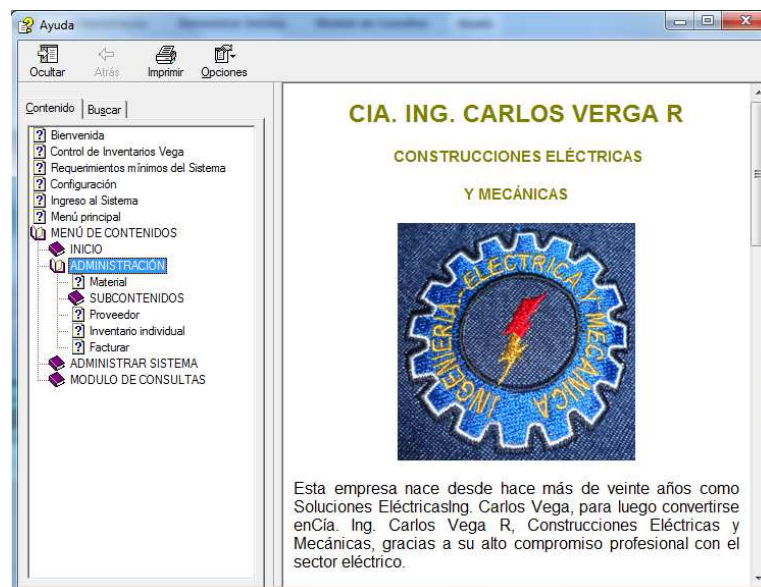 Ayuda
Ocultar Atrás Imprimir Opciones
Contenido Buscar
Bienvenida
Control de Inventarios Vega
Requerimientos mínimos del Sistema
Configuración
Ingreso al Sistema
Menú principal
MENÚ DE CONTENIDOS
INICIO
ADMINISTRACIÓN
Material
SUBCONTENIDOS
Proveedor
Inventario individual
Facturar
ADMINISTRAR SISTEMA
MODULO DE CONSULTAS
CIA. ING. CARLOS VERGA R
CONSTRUCCIONES ELÉCTRICAS
Y MECÁNICAS
INGENIERIA ELECTRICA Y MECANICA
Esta empresa nace desde hace más de veinte años como
Soluciones EléctricasIng. Carlos Vega, para luego convertirse
enCía. Ing. Carlos Vega R, Construcciones Eléctricas y
Mecánicas, gracias a su alto compromiso profesional con el
sector eléctrico.